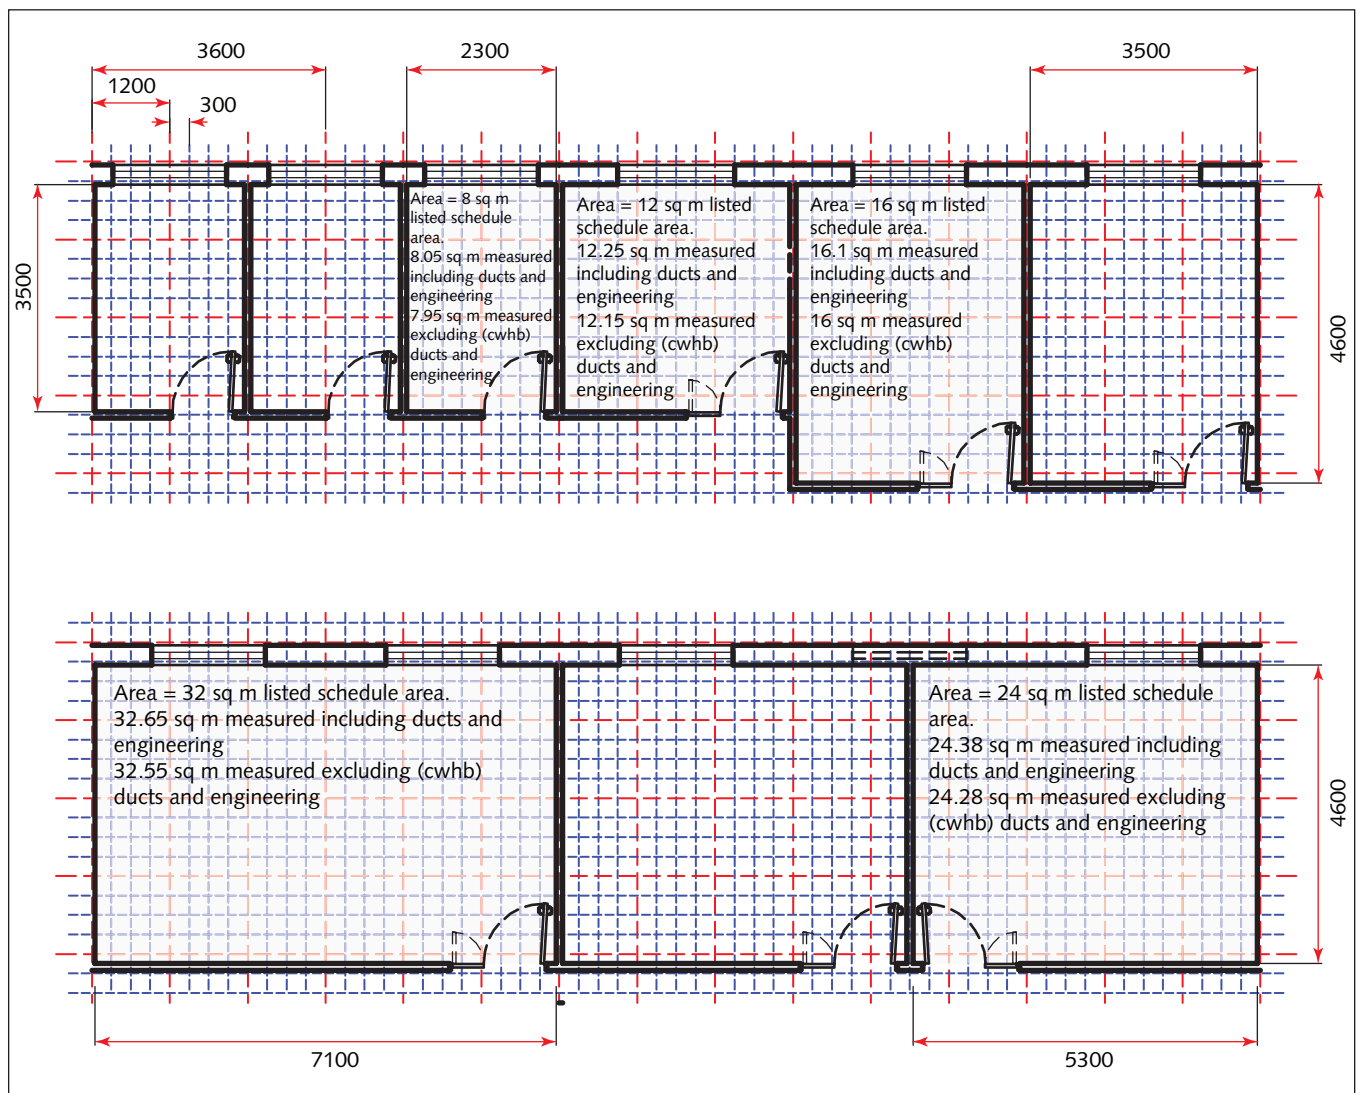 3600
2300
3500
1200
300
Area = 8 sq m
listed schedule
area.
8.05 sq m measured
including ducts and
engineering
7.95 sq m measured
excluding (cwhb)
ducts and
engineering
Area = 12 sq m listed
schedule area.
12.25 sq m measured
including ducts and
engineering
12.15 sq m measured
excluding (cwhb)
ducts and
engineering
Area = 16 sq m listed
schedule area.
16.1 sq m measured
including ducts and
engineering
16 sq m measured
excluding (cwhb)
ducts and
engineering
3500
4600
Area = 32 sq m listed schedule area.
32.65 sq m measured including ducts and
engineering
32.55 sq m measured excluding (cwhb)
ducts and engineering
Area = 24 sq m listed schedule
area.
24.38 sq m measured including
ducts and engineering
24.28 sq m measured excluding
(cwhb) ducts and engineering
4600
7100
5300